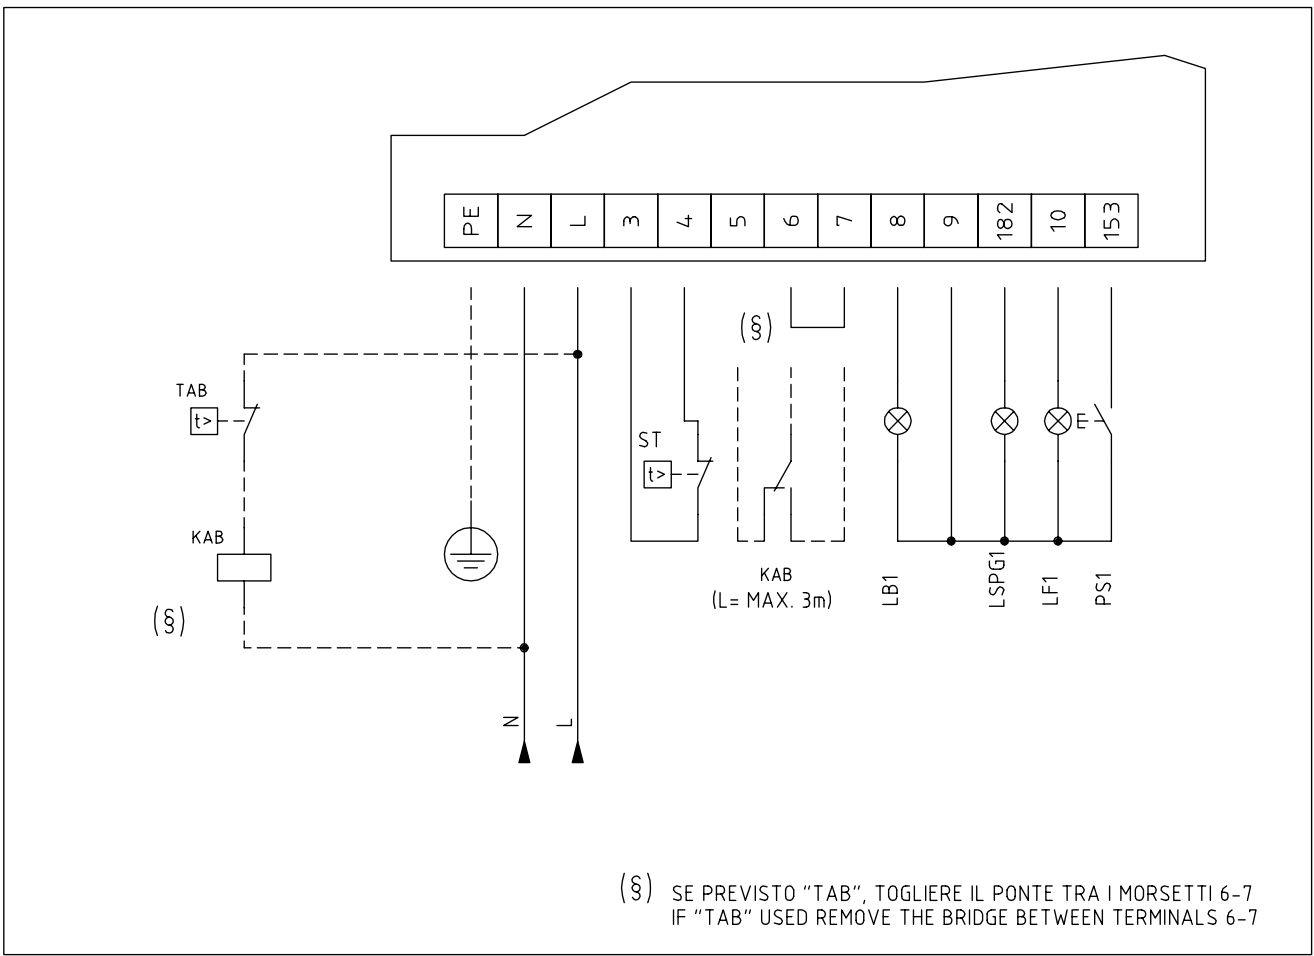 PE N L 3 4 5 6 7 8 9 182 10 153
(§)
TAB
t>
ST
t>
KAB
(§)
KAB
(L= MAX. 3m)
LB1
LSPG1
LF1
PS1
N
L
(§) SE PREVISTO "TAB", TOGLIERE IL PONTE TRA I MORSETTI 6-7
IF "TAB" USED REMOVE THE BRIDGE BETWEEN TERMINALS 6-7